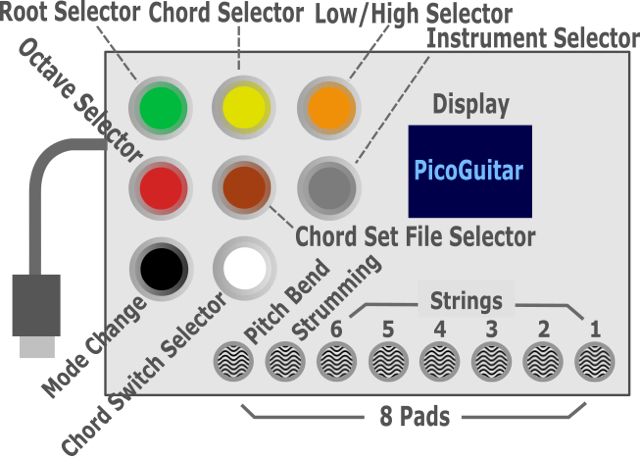 Root Selector
Chord Selector
Low/High Selector
Instrument Selector
Octave Selector
Display
PicoGuitar
Chord Set File Selector
Mode Change
Chord Switch Selector
Pitch Bend
Strumming
Strings
6 5 4 3 2 1
8 Pads